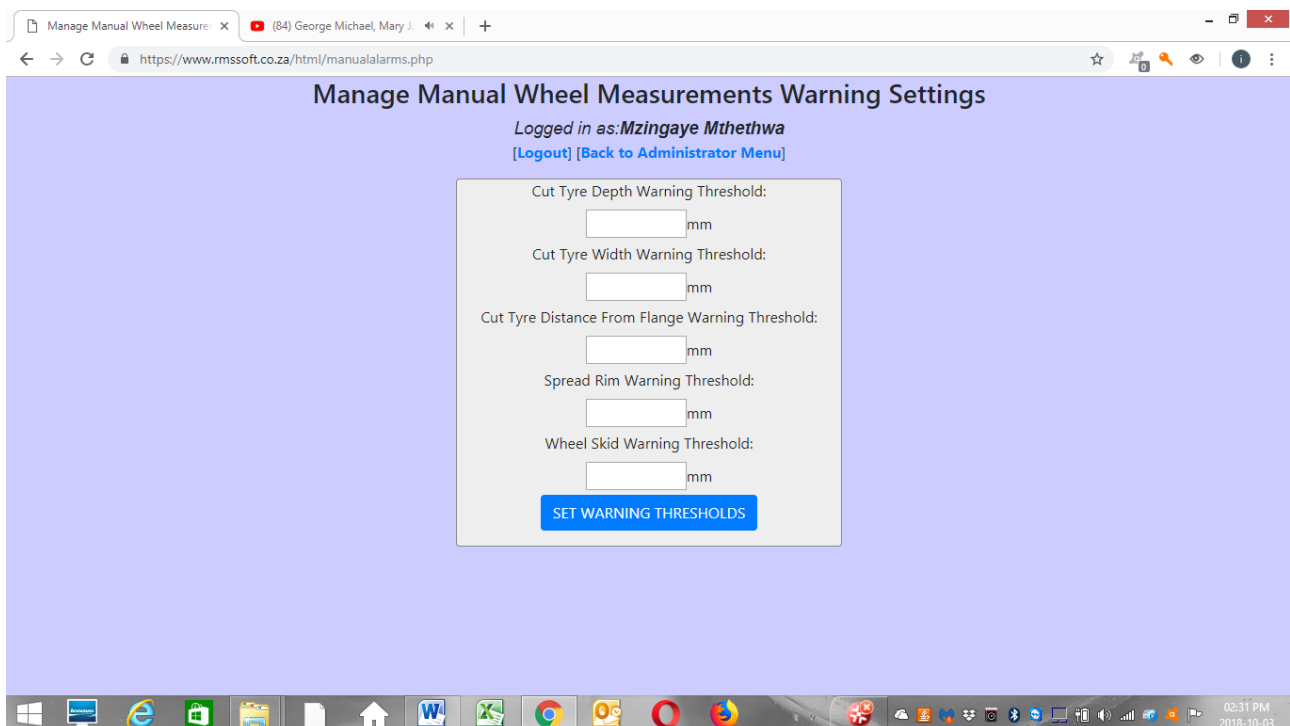 Manage Manual Wheel Measure
(84) George Michael, Mary J.
https://www.rmssoft.co.za/html/manualalarms.php
0
i
Manage Manual Wheel Measurements Warning Settings
Logged in as:Mzingaye Mthethwa
[Logout] [Back to Administrator Menu]
Cut Tyre Depth Warning Threshold:
mm
Cut Tyre Width Warning Threshold:
mm
Cut Tyre Distance From Flange Warning Threshold:
mm
Spread Rim Warning Threshold:
mm
Wheel Skid Warning Threshold:
mm
SET WARNING THRESHOLDS
lenovo
02:31 PM
2018-10-03